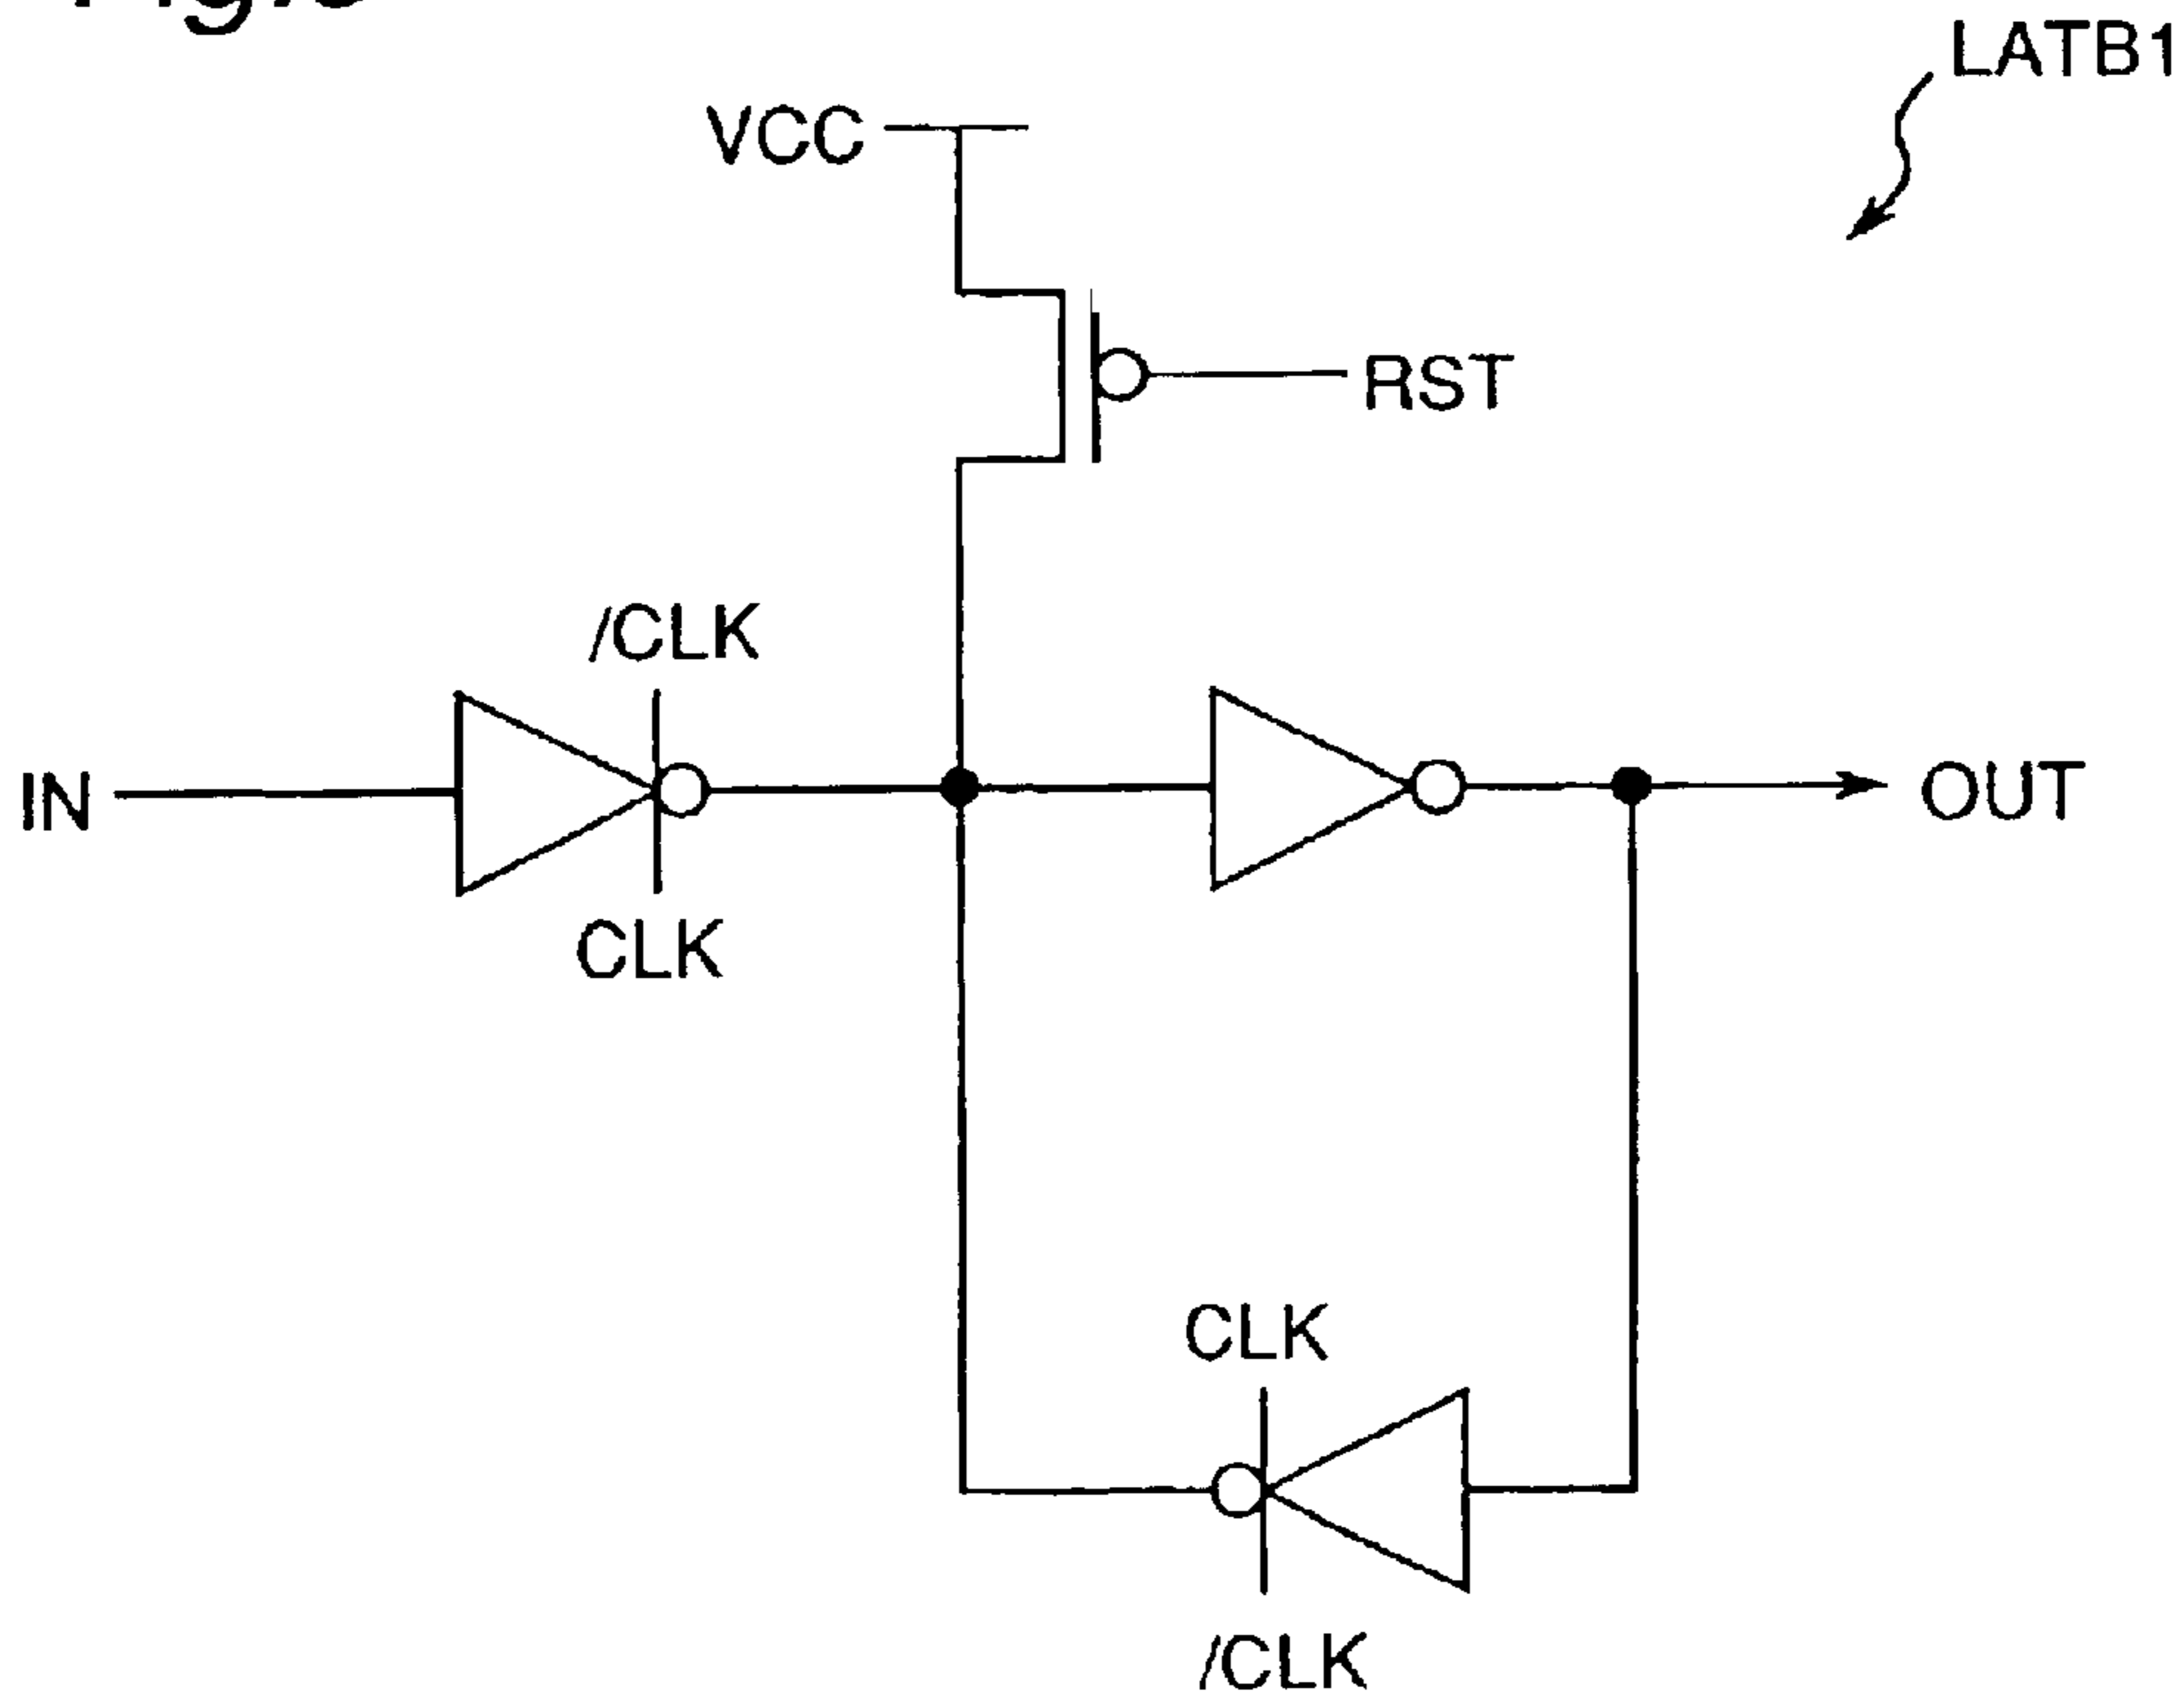 LATB1
VCC
RST
/CLK
IN
OUT
CLK
CLK
/CLK